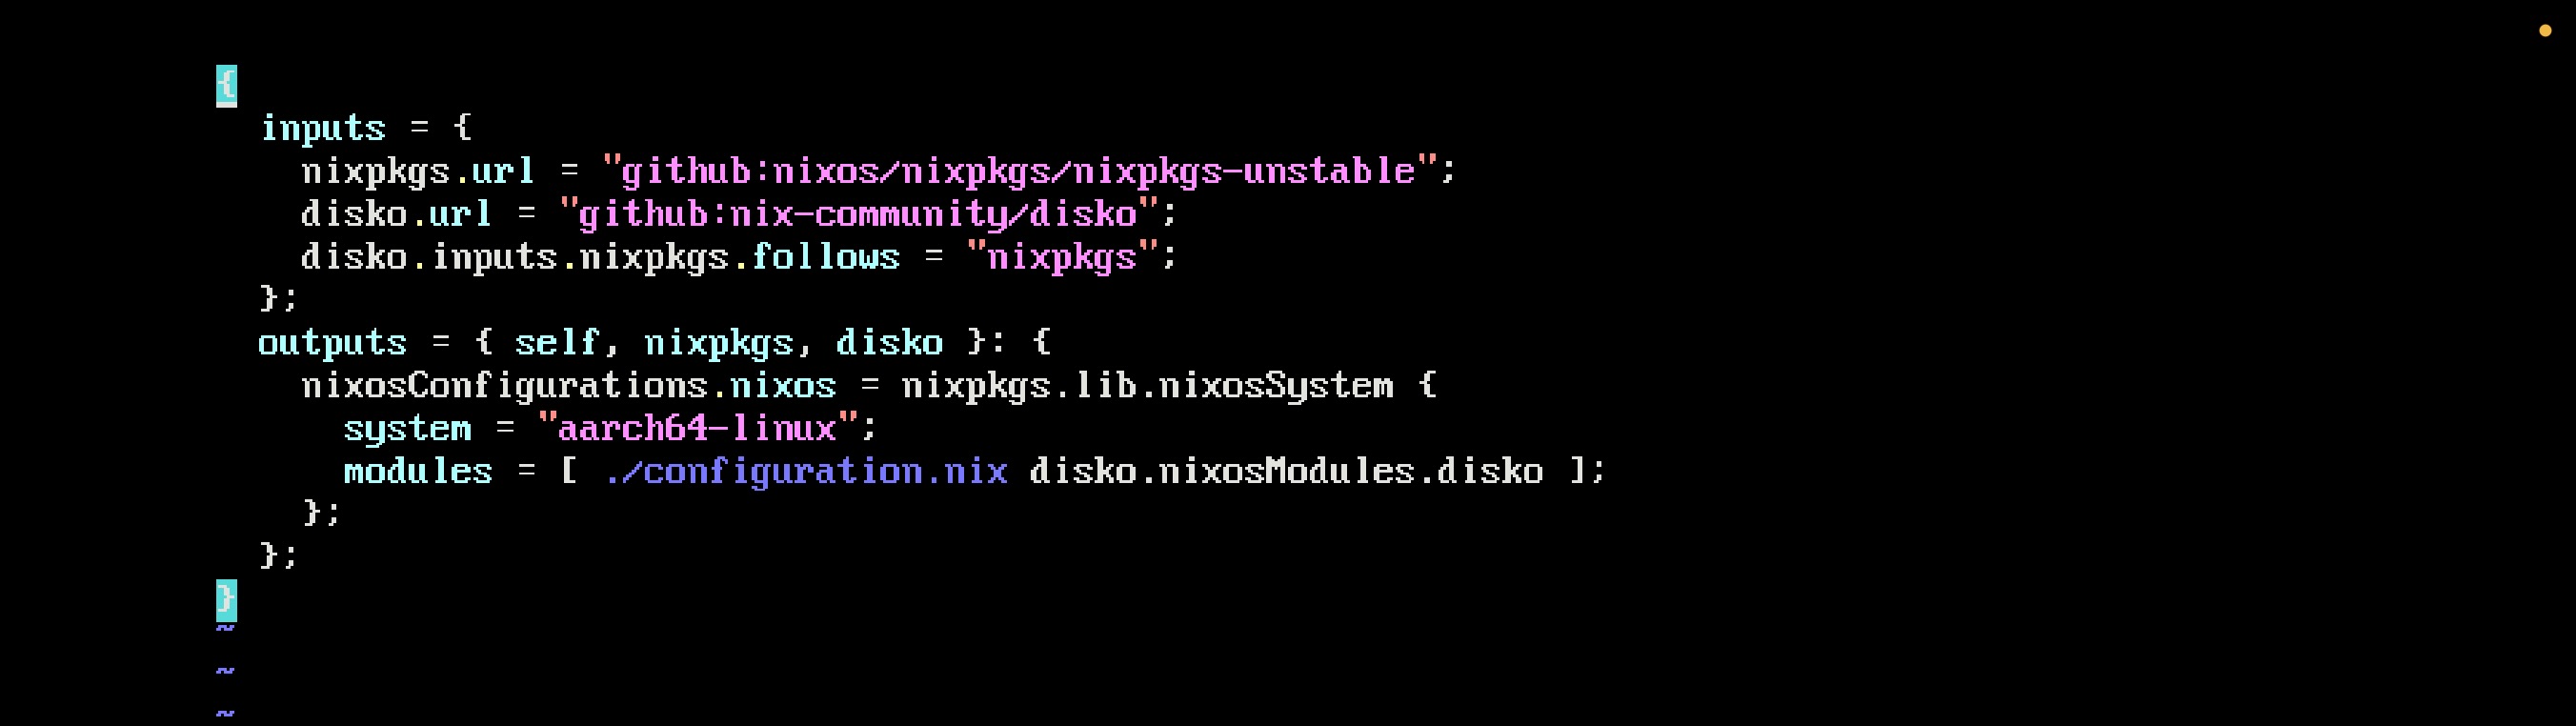 {
  inputs = {
    nixpkgs.url = "github:nixos/nixpkgs/nixpkgs-unstable";
    disko.url = "github:nix-community/disko";
    disko.inputs.nixpkgs.follows = "nixpkgs";
  };
  outputs = { self, nixpkgs, disko }: {
    nixosConfigurations.nixos = nixpkgs.lib.nixosSystem {
      system = "aarch64-linux";
      modules = [ ./configuration.nix disko.nixosModules.disko ];
    };
  };
}
~
~
~